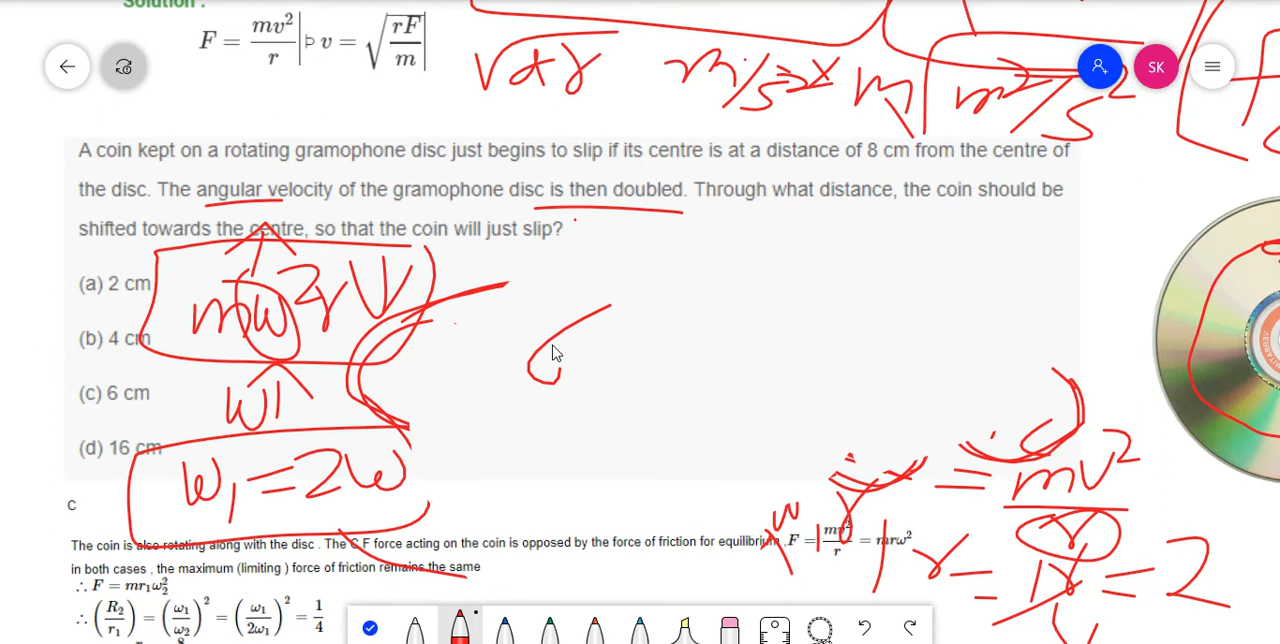 Solution :
F = mv²/r | Þ v = √(rF/m) |
√αγ m/s² × m m²/s²
SK
A coin kept on a rotating gramophone disc just begins to slip if its centre is at a distance of 8 cm from the centre of
the disc. The angular velocity of the gramophone disc is then doubled. Through what distance, the coin should be
shifted towards the centre, so that the coin will just slip?
(a) 2 cm
mω²r
(b) 4 cm
(c) 6 cm
ω
(d) 16 cm
ω₁ = 2ω
= mv²
C
The coin is also rotating along with the disc . The C.F force acting on the coin is opposed by the force of friction for equilibrium, F = mv²/r = mrω²
in both cases , the maximum (limiting ) force of friction remains the same
∴ F = mr₁ω₂²
∴ (R₂/r₁) = (ω₁/ω₂)² = (ω₁/2ω₁)² = 1/4
= 2